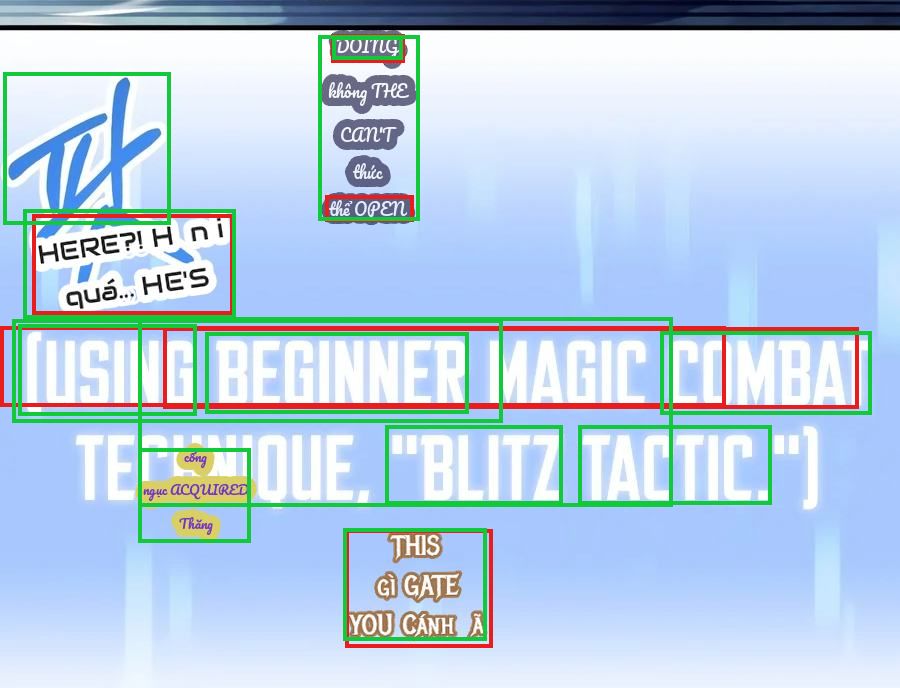 DOING
không THE
CAN'T
thức
thể OPEN
HERE?! H n i
quá... HE'S
(USING BEGINNER MAGIC COMBAT
TECHNIQUE, "BLITZ TACTIC.")
cổng
ngục ACQUIRED
Thăng
THIS
GÌ GATE
YOU CÁNH Ã